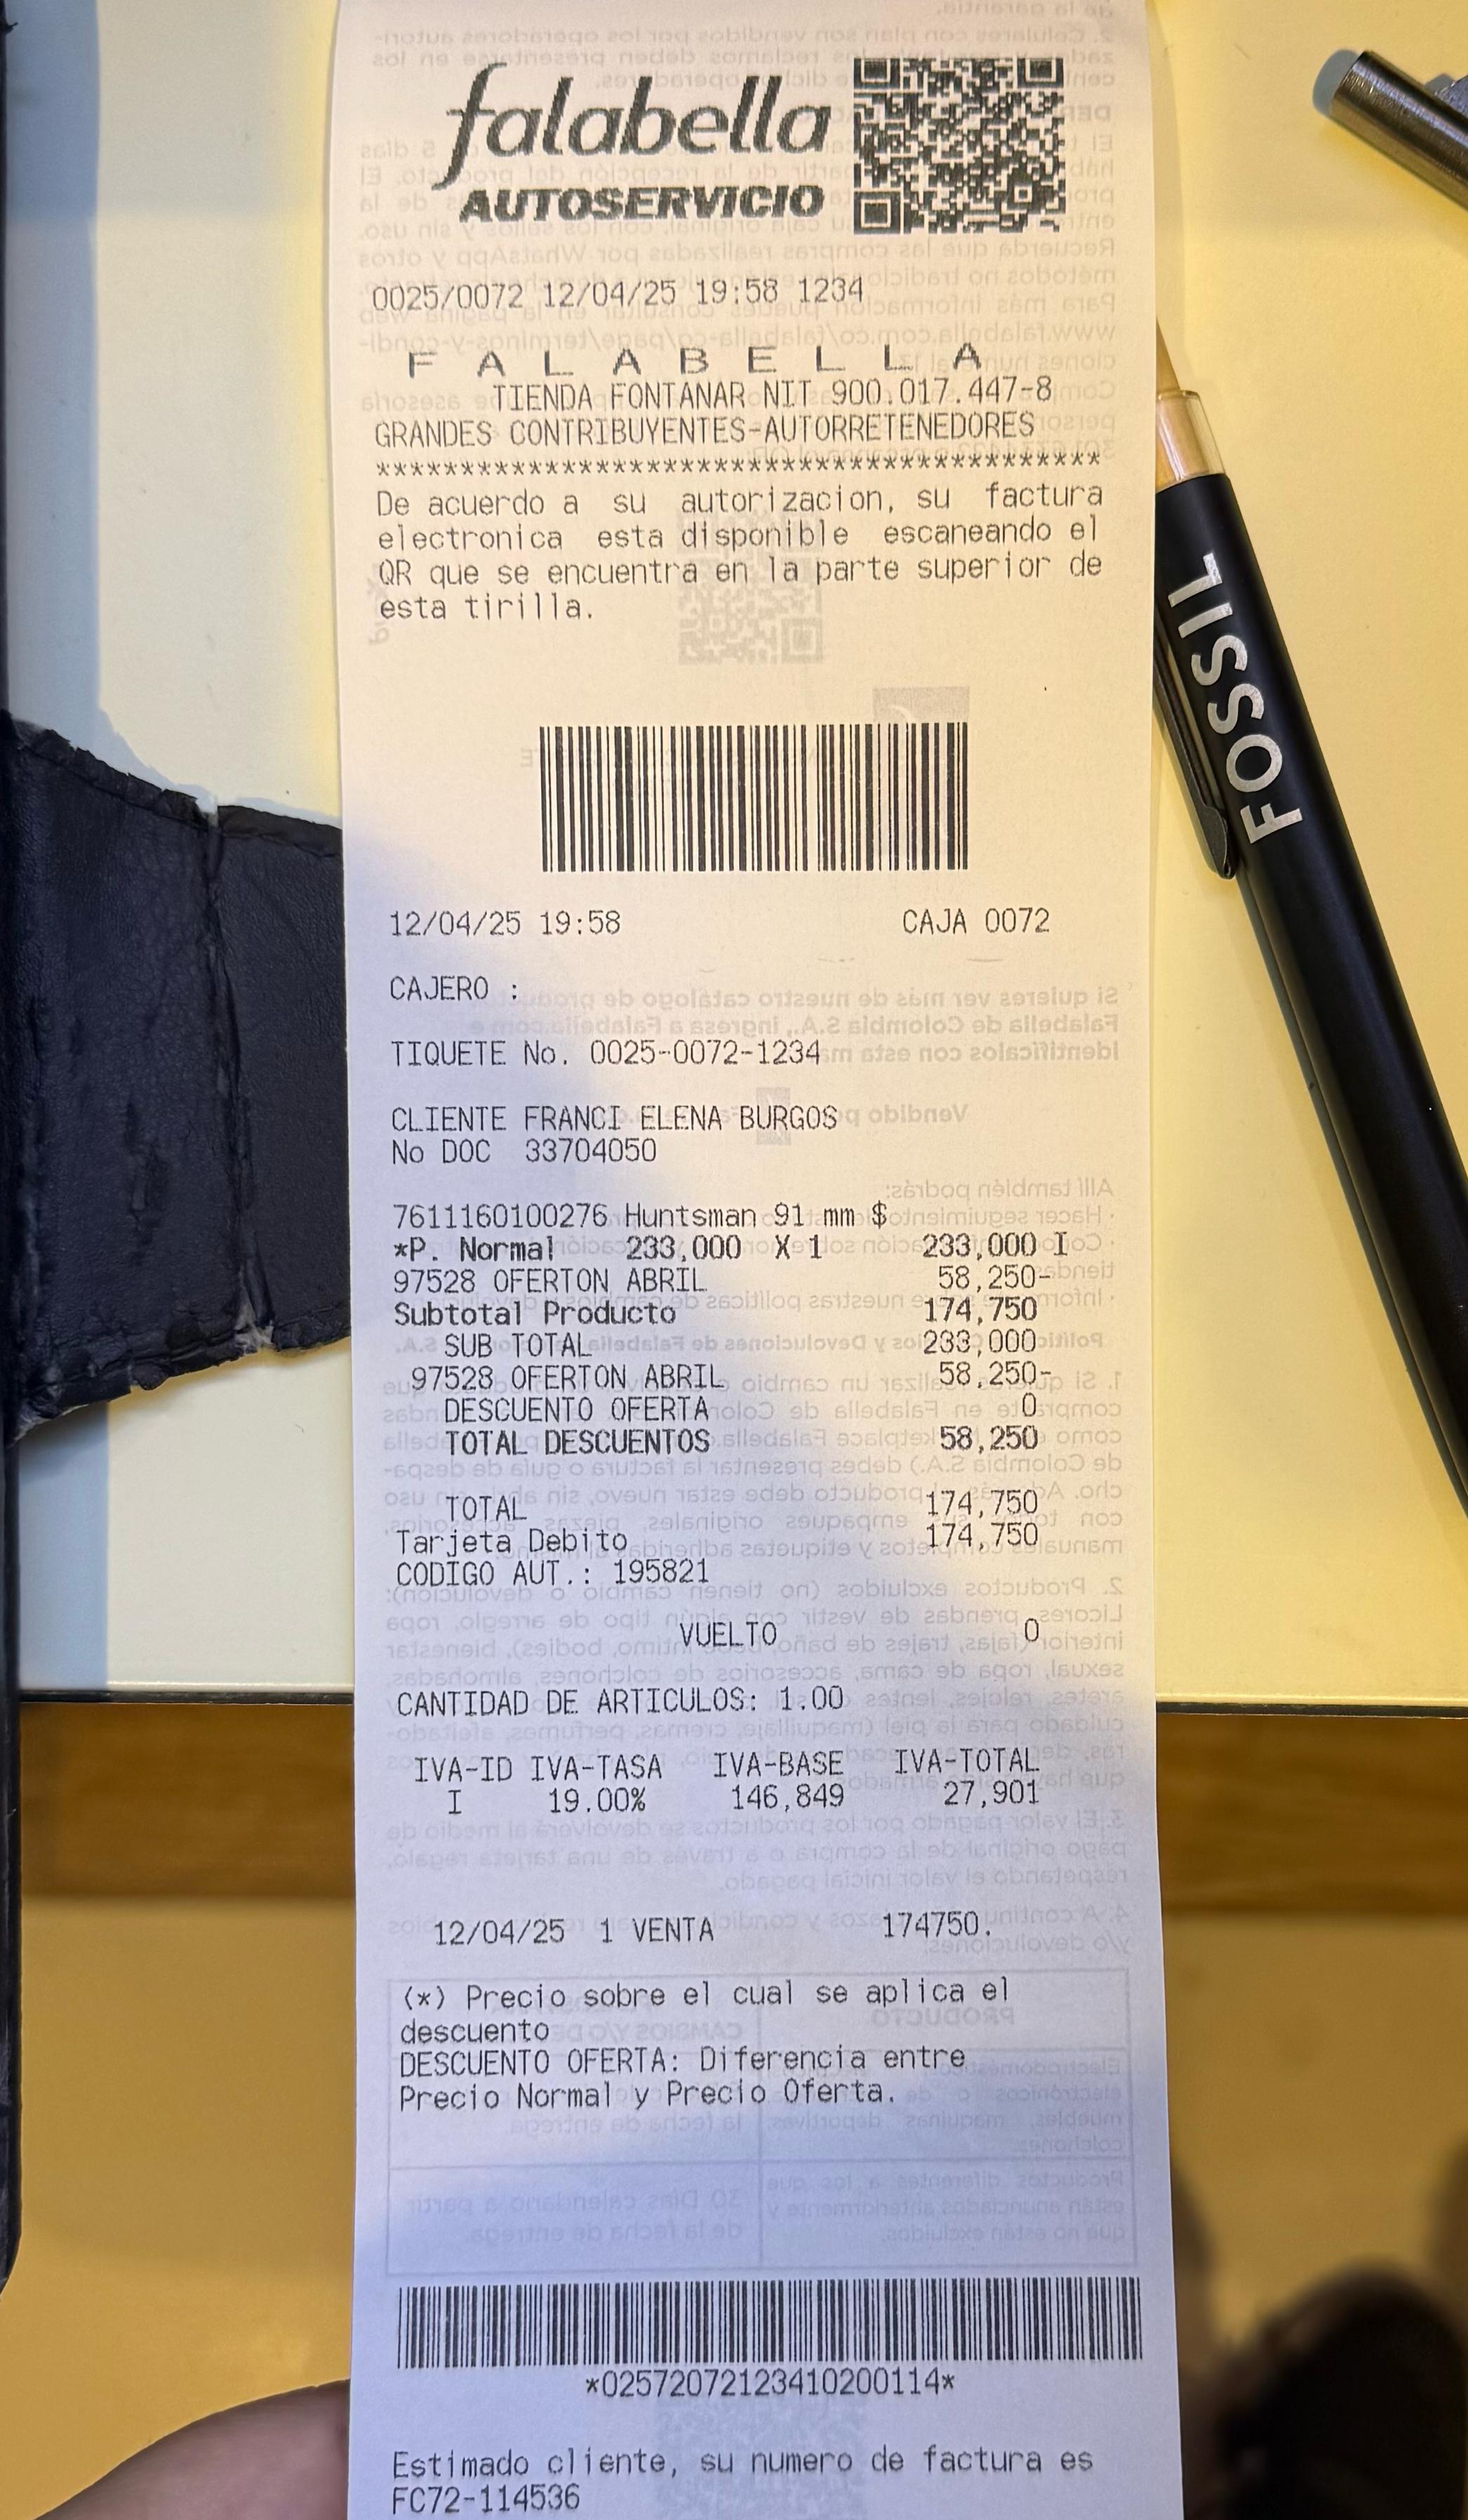 falabella
AUTOSERVICIO
0025/0072 12/04/25 19:58 1234
F A L A B E L L A
TIENDA FONTANAR NIT 900.017.447-8
GRANDES CONTRIBUYENTES-AUTORRETENEDORES
*******************************************
De acuerdo a su autorizacion, su factura
electronica esta disponible escaneando el
QR que se encuentra en la parte superior de
esta tirilla.
FOSSIL
12/04/25 19:58 CAJA 0072
CAJERO :
TIQUETE No. 0025-0072-1234
CLIENTE FRANCI ELENA BURGOS
No DOC 33704050
7611160100276 Huntsman 91 mm $
*P. Normal 233,000 X 1 233,000 I
97528 OFERTON ABRIL 58,250-
Subtotal Producto 174,750
SUB TOTAL 233,000
97528 OFERTON ABRIL 58,250-
DESCUENTO OFERTA 0
TOTAL DESCUENTOS 58,250
TOTAL 174,750
Tarjeta Debito 174,750
CODIGO AUT.: 195821
VUELTO 0
CANTIDAD DE ARTICULOS: 1.00
IVA-ID IVA-TASA IVA-BASE IVA-TOTAL
I 19.00% 146,849 27,901
12/04/25 1 VENTA 174750.
(*) Precio sobre el cual se aplica el
descuento
DESCUENTO OFERTA: Diferencia entre
Precio Normal y Precio Oferta.
*02572072123410200114*
Estimado cliente, su numero de factura es
FC72-114536